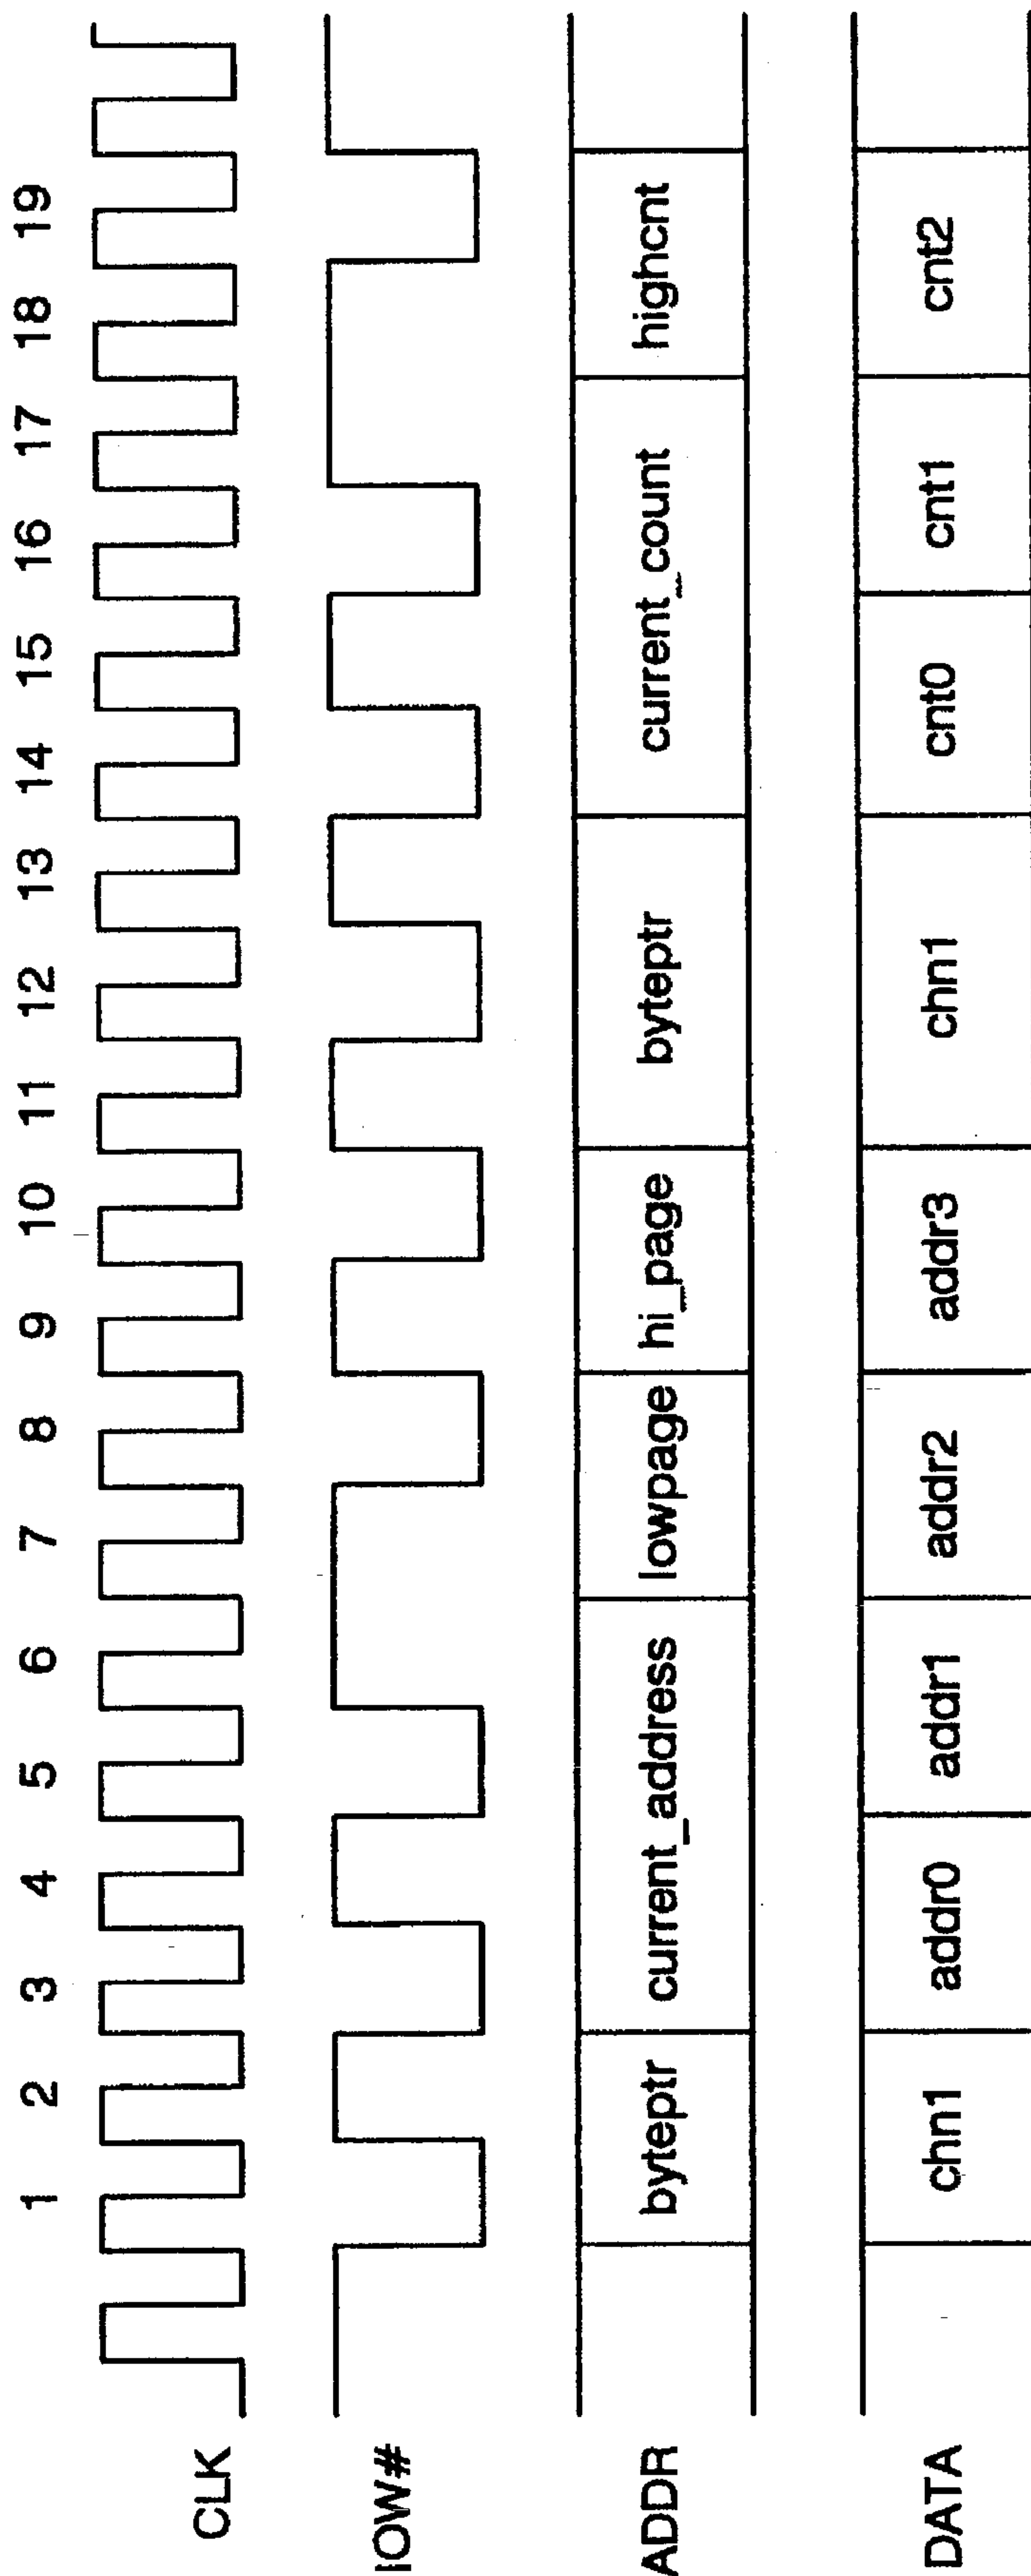 1 2 3 4 5 6 7 8 9 10 11 12 13 14 15 16 17 18 19
CLK
IOW#
ADDR byteptr current_address lowpage hi_page byteptr current_count highcnt
DATA chn1 addr0 addr1 addr2 addr3 chn1 cnt0 cnt1 cnt2